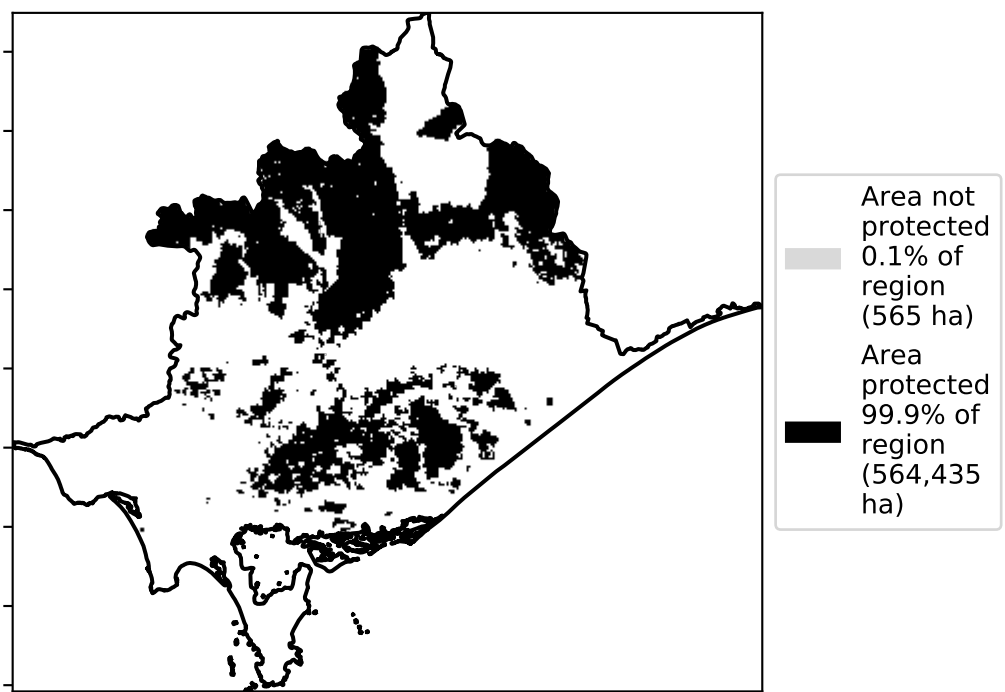 Area not
protected
0.1% of
region
(565 ha)
Area
protected
99.9% of
region
(564,435
ha)